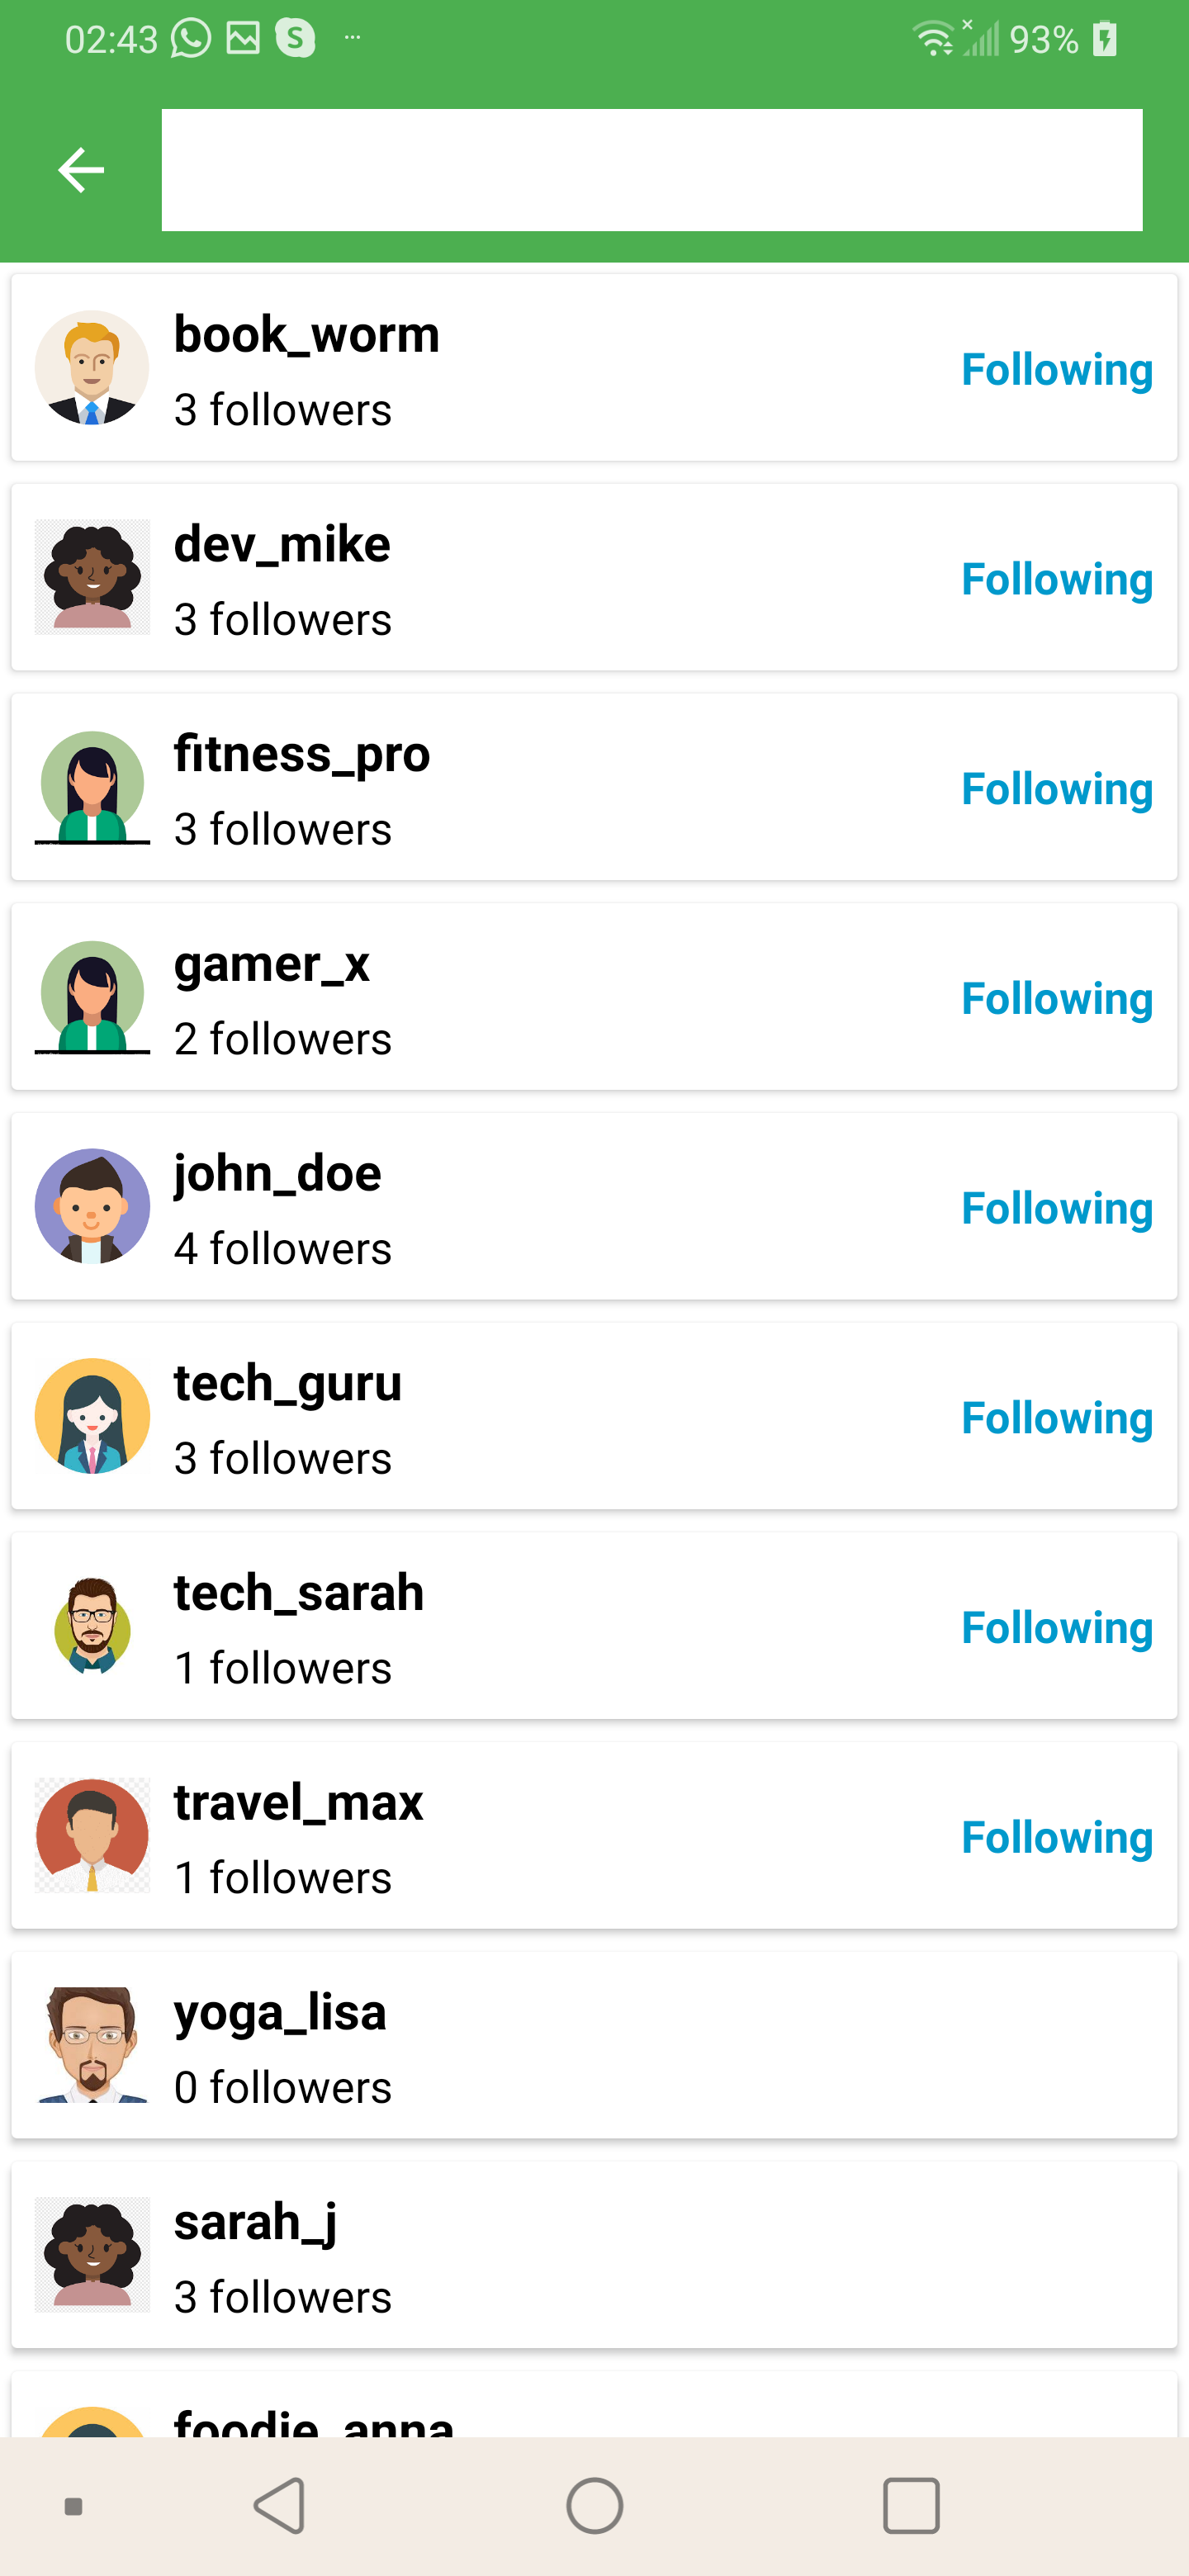 02:43
93%
book_worm
3 followers
Following
dev_mike
3 followers
Following
fitness_pro
3 followers
Following
gamer_x
2 followers
Following
john_doe
4 followers
Following
tech_guru
3 followers
Following
tech_sarah
1 followers
Following
travel_max
1 followers
Following
yoga_lisa
0 followers
sarah_j
3 followers
foodie_anna